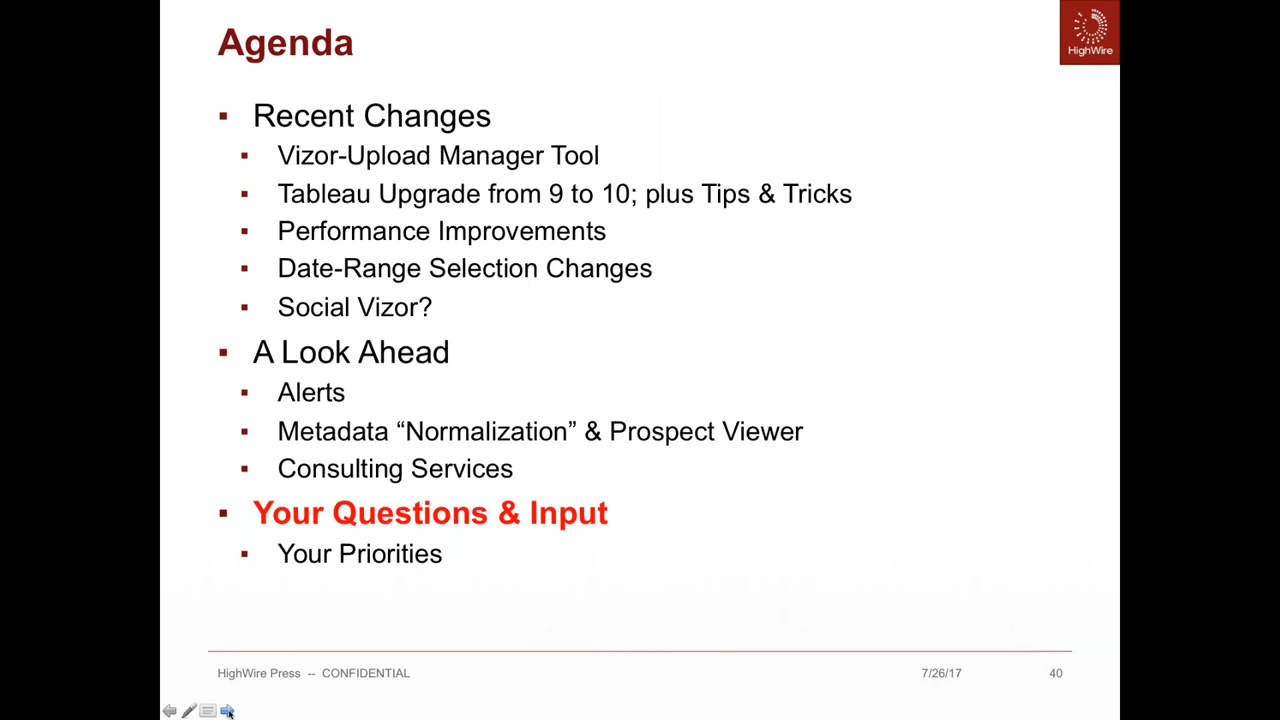 Agenda
HighWire
▪ Recent Changes
▪ Vizor-Upload Manager Tool
▪ Tableau Upgrade from 9 to 10; plus Tips & Tricks
▪ Performance Improvements
▪ Date-Range Selection Changes
▪ Social Vizor?
▪ A Look Ahead
▪ Alerts
▪ Metadata “Normalization” & Prospect Viewer
▪ Consulting Services
▪ Your Questions & Input
▪ Your Priorities
HighWire Press -- CONFIDENTIAL 7/26/17 40